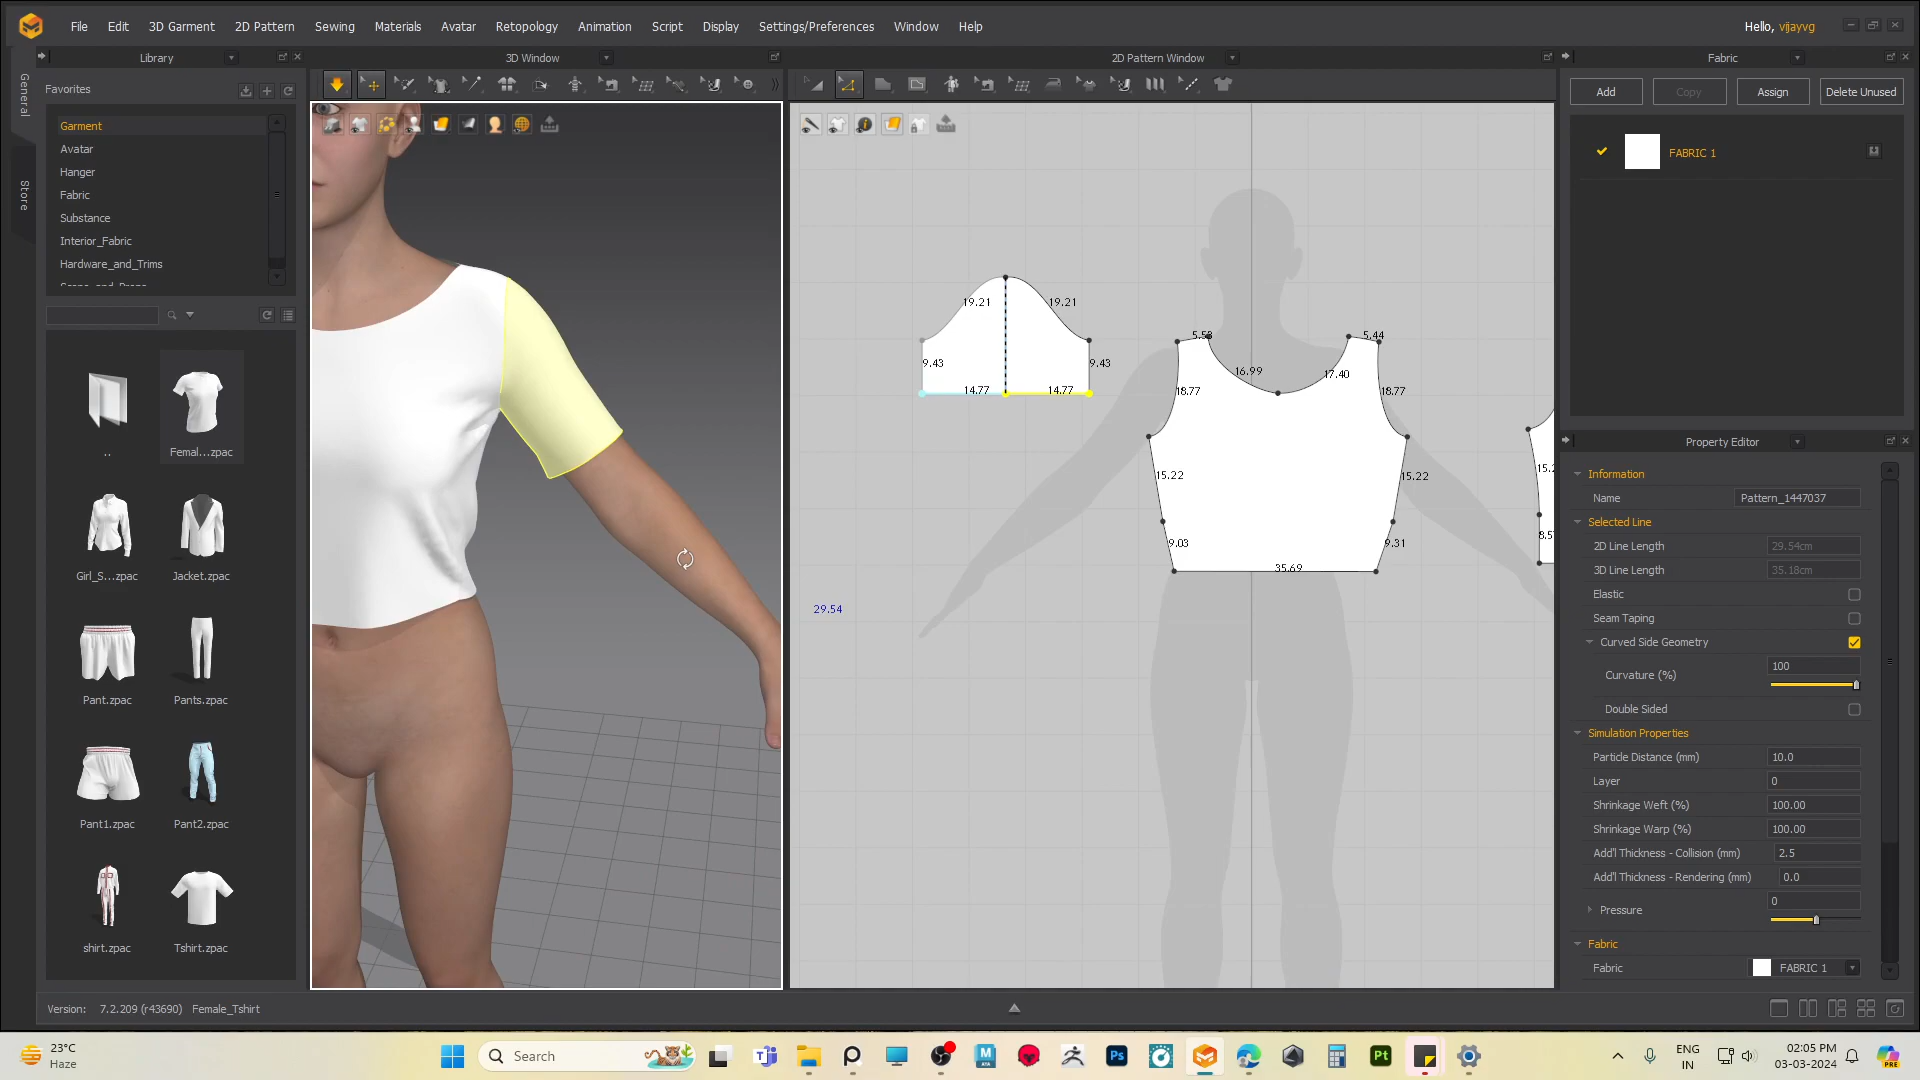 File Edit 3D Garment 2D Pattern Sewing Materials Avatar Retopology Animation Script Display Settings/Preferences Window Help
Hello, vijayvg
Library
3D Window
2D Pattern Window
Fabric
General
Store
Favorites
Garment
Avatar
Hanger
Fabric
Substance
Interior_Fabric
Hardware_and_Trims
..
Femal...zpac
Girl_S...zpac
Jacket.zpac
Pant.zpac
Pants.zpac
Pant1.zpac
Pant2.zpac
shirt.zpac
Tshirt.zpac
19.21
19.21
9.43
9.43
14.77
14.77
5.44
16.99
17.40
18.77
18.77
15.22
15.22
9.03
9.31
35.69
29.54
Add Copy Assign Delete Unused
FABRIC 1
Property Editor
Information
Name Pattern_1447037
Selected Line
2D Line Length 29.54cm
3D Line Length 35.18cm
Elastic
Seam Taping
Curved Side Geometry
Curvature (%) 100
Double Sided
Simulation Properties
Particle Distance (mm) 10.0
Layer 0
Shrinkage Weft (%) 100.00
Shrinkage Warp (%) 100.00
Add'l Thickness - Collision (mm) 2.5
Add'l Thickness - Rendering (mm) 0.0
Pressure 0
Fabric
Fabric FABRIC 1
Version: 7.2.209 (r43690) Female_Tshirt
23°C
Haze
Search
ENG
IN
02:05 PM
03-03-2024